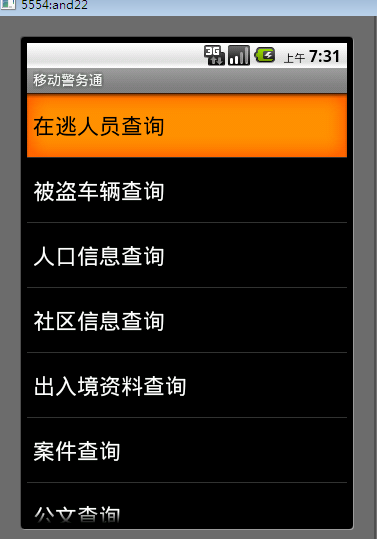 5554:and22
3G
上午 7:31
移动警务通
在逃人员查询
被盗车辆查询
人口信息查询
社区信息查询
出入境资料查询
案件查询
公文查询